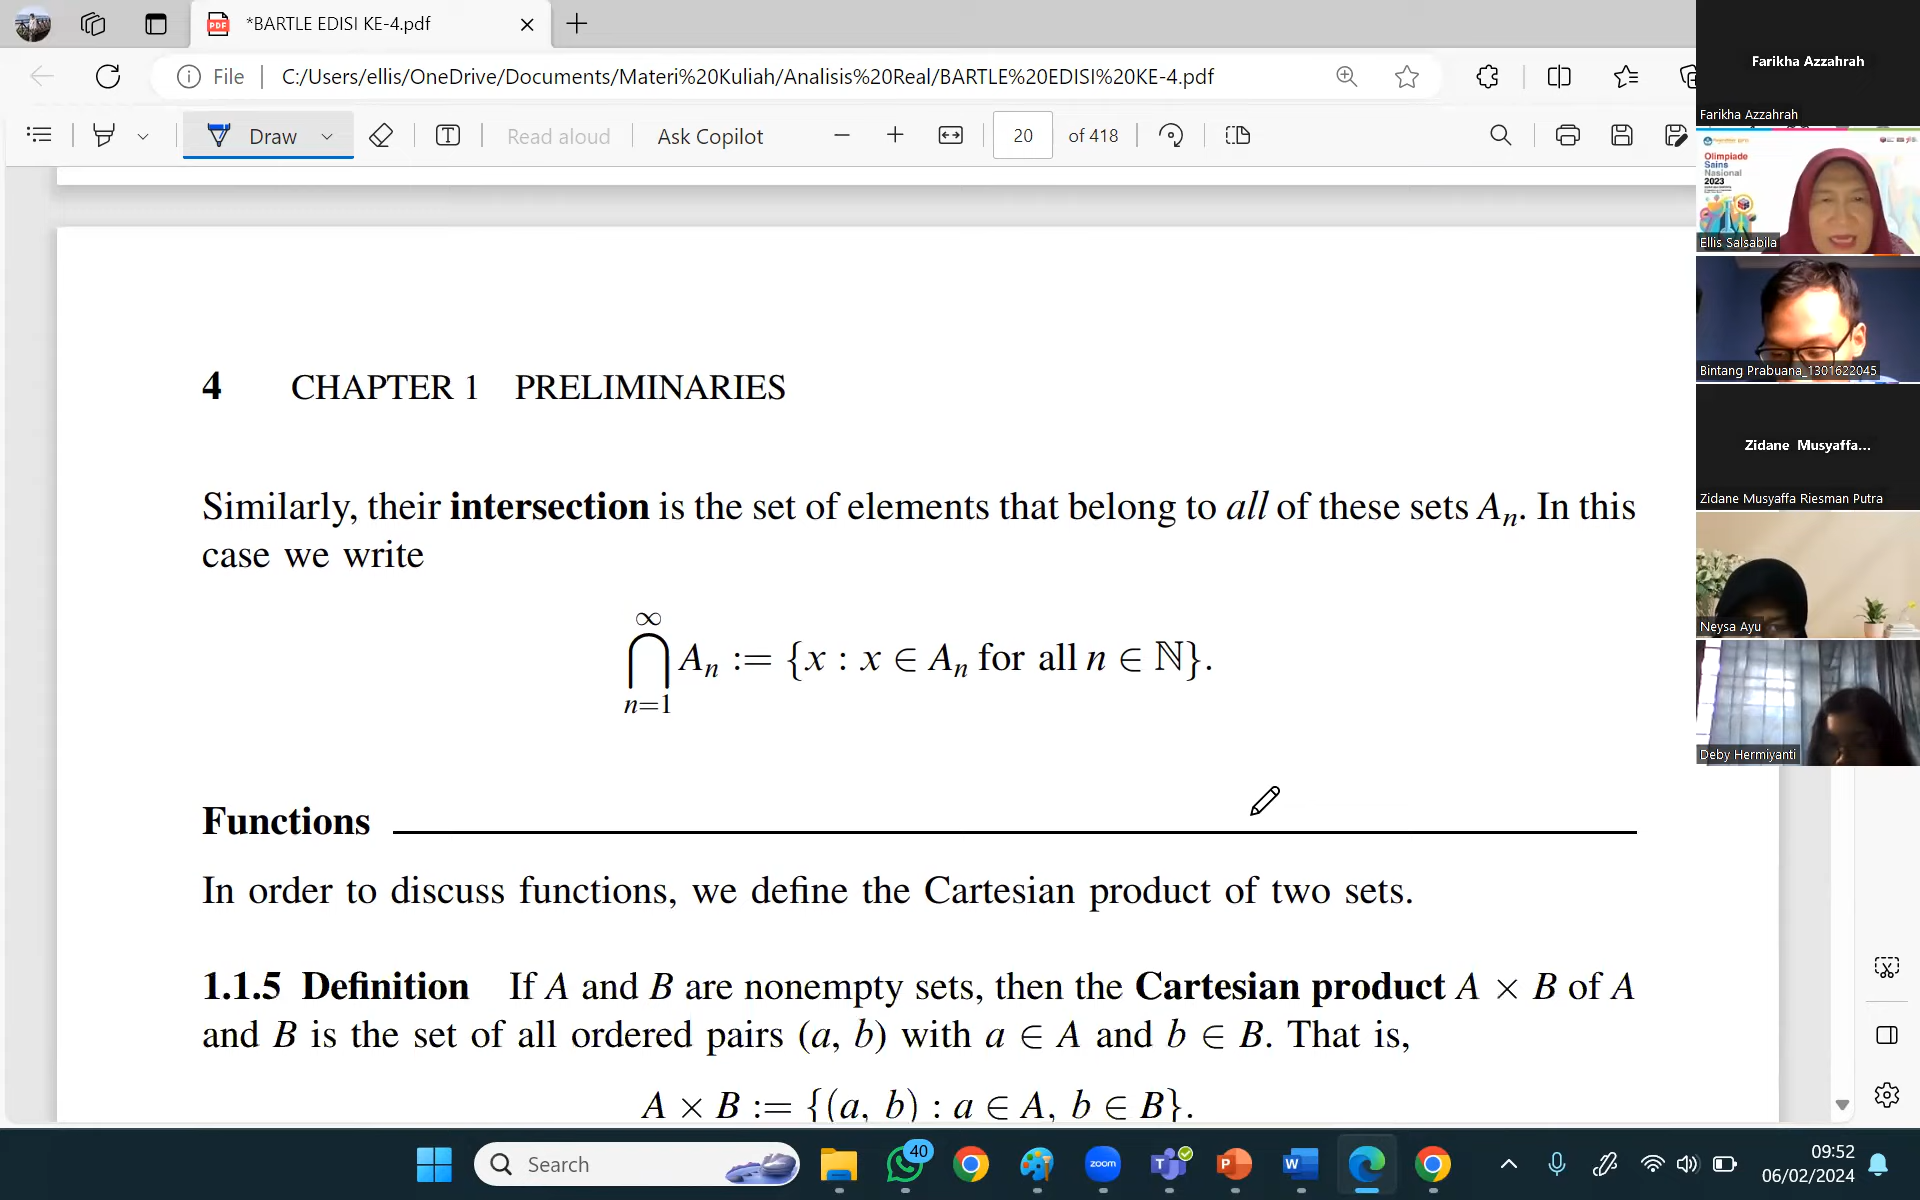 *BARTLE EDISI KE-4.pdf
File
C:/Users/ellis/OneDrive/Documents/Materi%20Kuliah/Analisis%20Real/BARTLE%20EDISI%20KE-4.pdf
Draw
Read aloud
Ask Copilot
20
of 418
4 CHAPTER 1 PRELIMINARIES
Similarly, their intersection is the set of elements that belong to all of these sets Aₙ. In this
case we write
∞
⋂ Aₙ := {x : x ∈ Aₙ for all n ∈ ℕ}.
n=1
Functions
In order to discuss functions, we define the Cartesian product of two sets.
1.1.5 Definition If A and B are nonempty sets, then the Cartesian product A × B of A
and B is the set of all ordered pairs (a, b) with a ∈ A and b ∈ B. That is,
A × B := {(a, b) : a ∈ A, b ∈ B}.
Farikha Azzahrah
Farikha Azzahrah
Olimpiade
Sains
Nasional
2023
Ellis Salsabila
Bintang Prabuana_1301622045
Zidane Musyaffa...
Zidane Musyaffa Riesman Putra
Neysa Ayu
Deby Hermiyanti
Search
40
zoom
09:52
06/02/2024